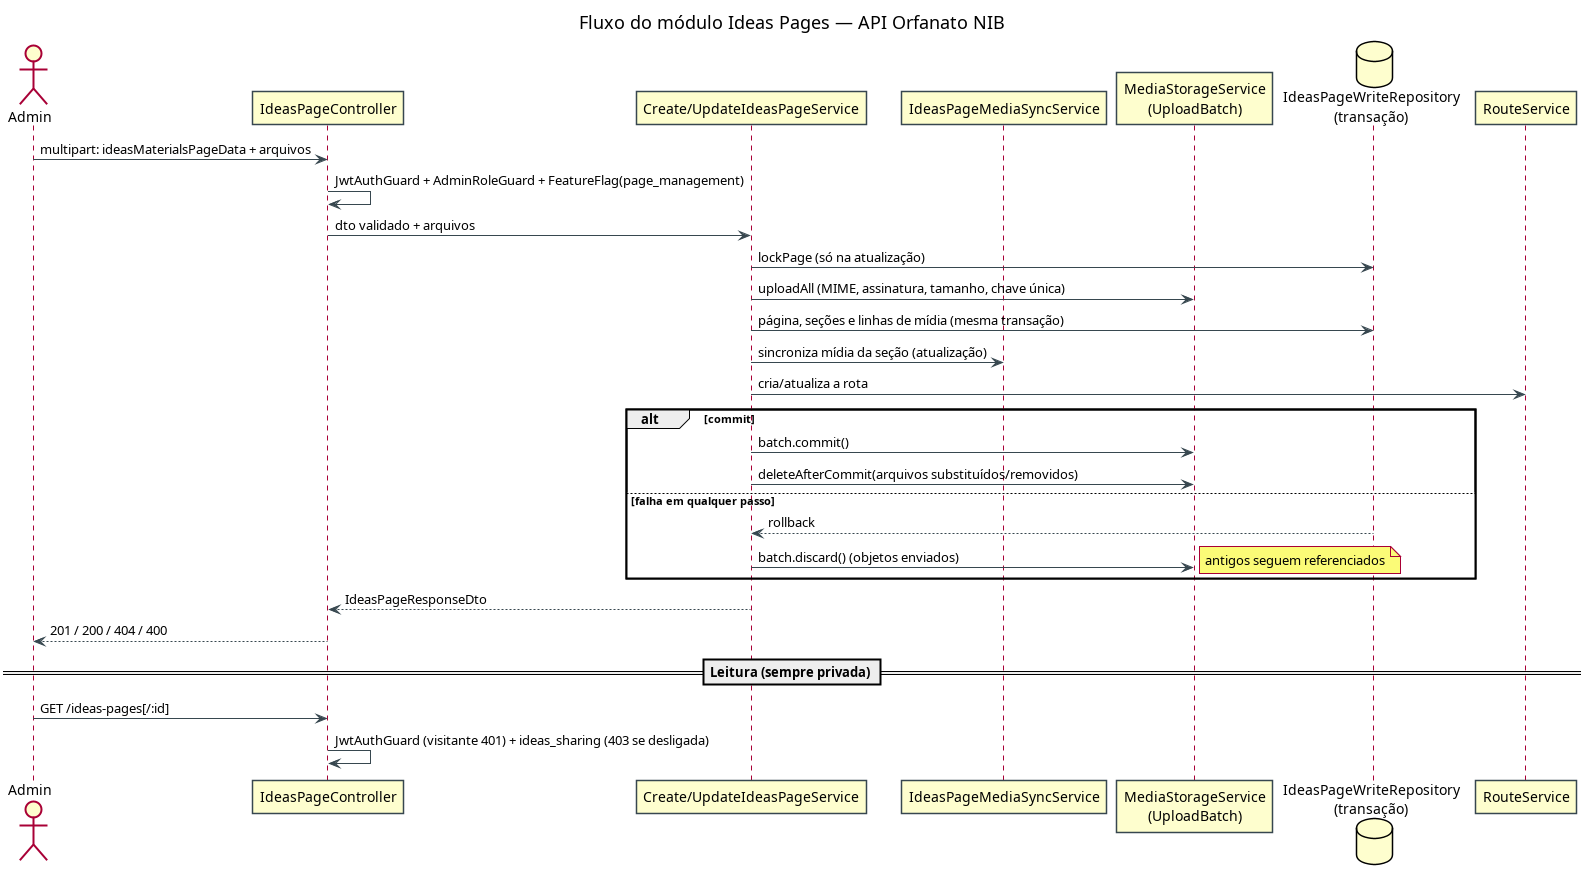 Fluxo do módulo Ideas Pages — API Orfanato NIB
Admin
IdeasPageController
Create/UpdateIdeasPageService
IdeasPageMediaSyncService
MediaStorageService
(UploadBatch)
IdeasPageWriteRepository
(transação)
RouteService
multipart: ideasMaterialsPageData + arquivos
JwtAuthGuard + AdminRoleGuard + FeatureFlag(page_management)
dto validado + arquivos
lockPage (só na atualização)
uploadAll (MIME, assinatura, tamanho, chave única)
página, seções e linhas de mídia (mesma transação)
sincroniza mídia da seção (atualização)
cria/atualiza a rota
alt [commit]
batch.commit()
deleteAfterCommit(arquivos substituídos/removidos)
[falha em qualquer passo]
rollback
batch.discard() (objetos enviados)
antigos seguem referenciados
IdeasPageResponseDto
201 / 200 / 404 / 400
Leitura (sempre privada)
GET /ideas-pages[/:id]
JwtAuthGuard (visitante 401) + ideas_sharing (403 se desligada)
Admin
IdeasPageController
Create/UpdateIdeasPageService
IdeasPageMediaSyncService
MediaStorageService
(UploadBatch)
IdeasPageWriteRepository
(transação)
RouteService